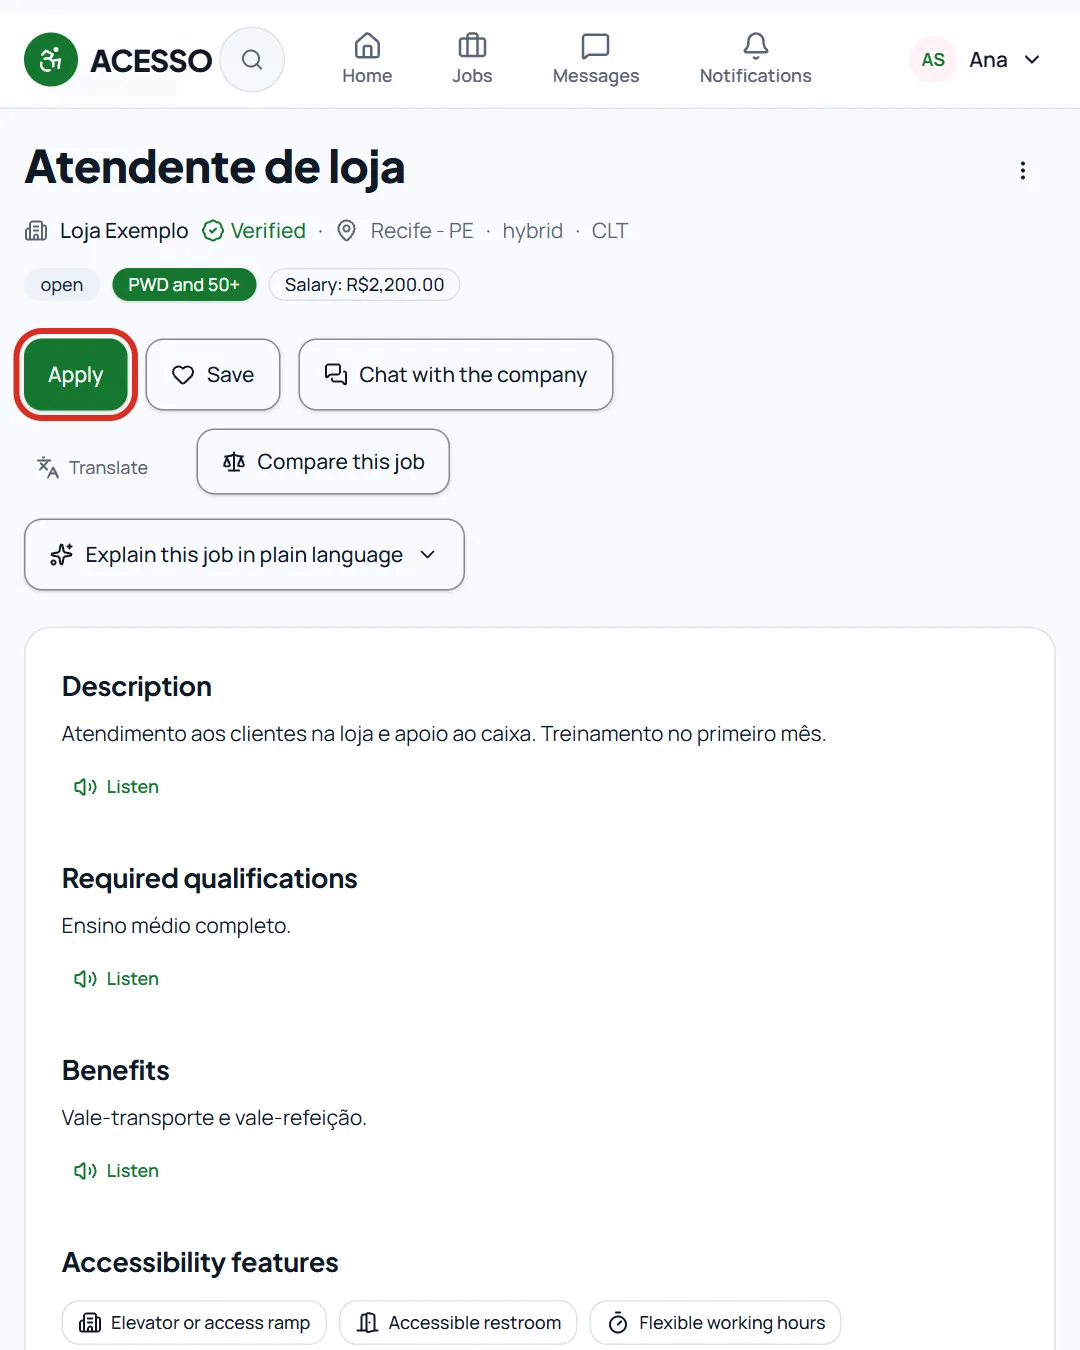 ACESSO
Home
Jobs
Messages
Notifications
AS
Ana
Atendente de loja
Loja Exemplo Verified · Recife - PE · hybrid · CLT
open
PWD and 50+
Salary: R$2,200.00
Apply
Save
Chat with the company
Translate
Compare this job
Explain this job in plain language
Description
Atendimento aos clientes na loja e apoio ao caixa. Treinamento no primeiro mês.
Listen
Required qualifications
Ensino médio completo.
Listen
Benefits
Vale-transporte e vale-refeição.
Listen
Accessibility features
Elevator or access ramp
Accessible restroom
Flexible working hours